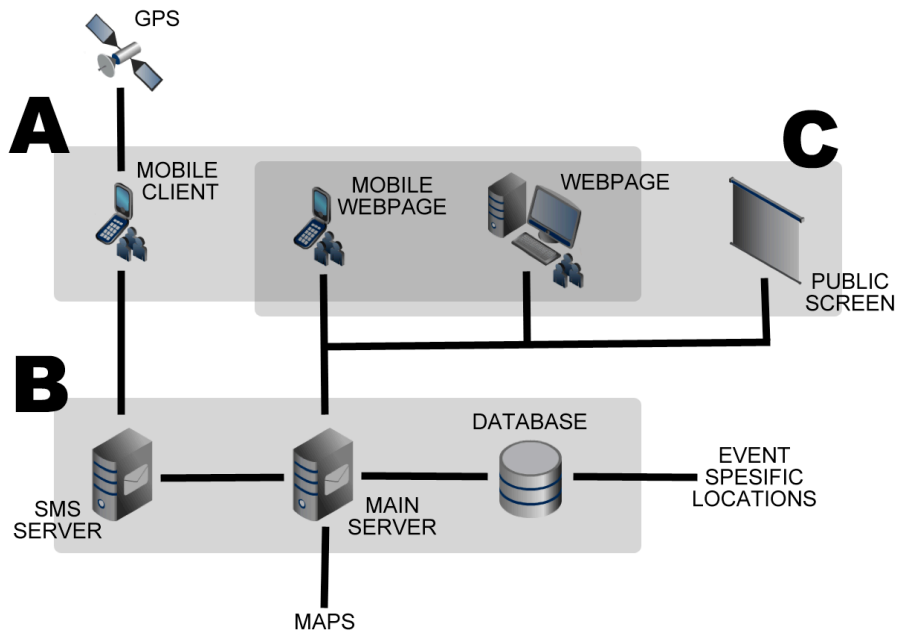 GPS
A
C
MOBILE
CLIENT
MOBILE
WEBPAGE
WEBPAGE
PUBLIC
SCREEN
B
DATABASE
EVENT
SPESIFIC
LOCATIONS
SMS
SERVER
MAIN
SERVER
MAPS